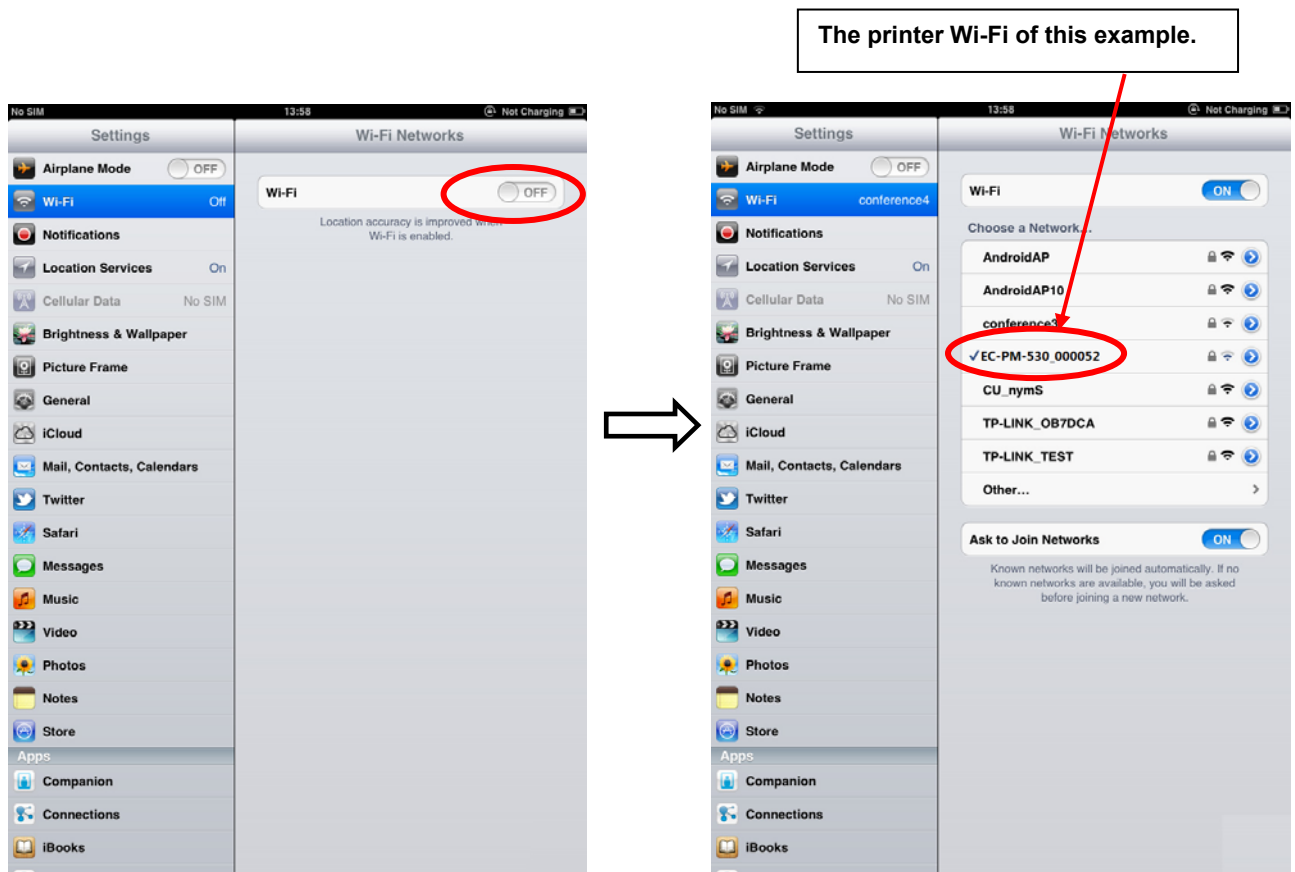 The printer Wi-Fi of this example.
No SIM 13:58 Not Charging
Settings
Airplane Mode OFF
Wi-Fi Off
Notifications
Location Services On
Cellular Data No SIM
Brightness & Wallpaper
Picture Frame
General
iCloud
Mail, Contacts, Calendars
Twitter
Safari
Messages
Music
Video
Photos
Notes
Store
Apps
Companion
Connections
iBooks
Wi-Fi Networks
Wi-Fi OFF
Location accuracy is improved when
Wi-Fi is enabled.
No SIM 13:58 Not Charging
Settings
Airplane Mode OFF
Wi-Fi conference4
Notifications
Location Services On
Cellular Data No SIM
Brightness & Wallpaper
Picture Frame
General
iCloud
Mail, Contacts, Calendars
Twitter
Safari
Messages
Music
Video
Photos
Notes
Store
Apps
Companion
Connections
iBooks
Wi-Fi Networks
Wi-Fi ON
Choose a Network...
AndroidAP
AndroidAP10
conference3
✓EC-PM-530_000052
CU_nymS
TP-LINK_OB7DCA
TP-LINK_TEST
Other...
Ask to Join Networks ON
Known networks will be joined automatically. If no
known networks are available, you will be asked
before joining a new network.